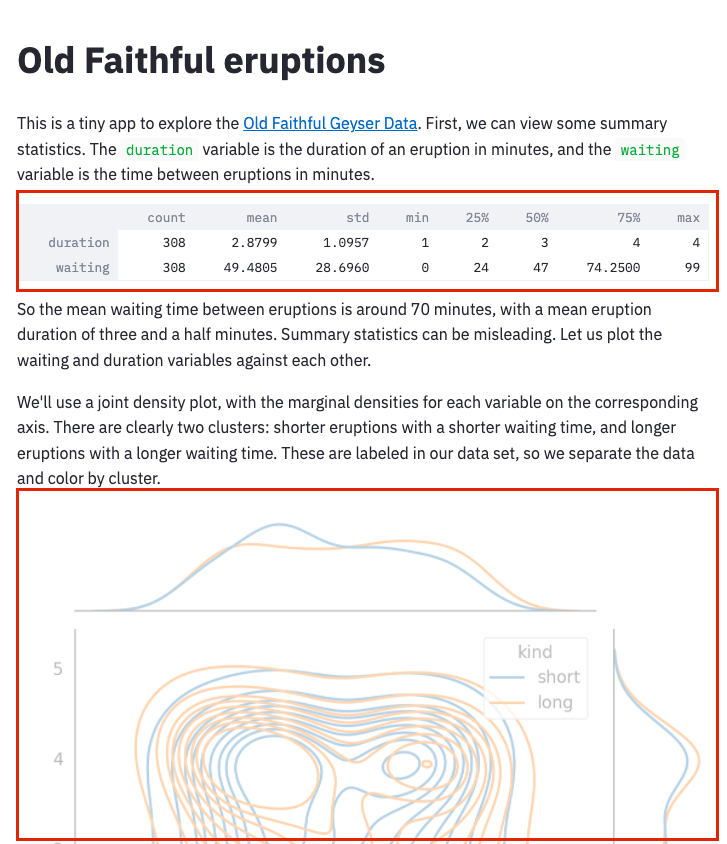 Old Faithful eruptions
This is a tiny app to explore the Old Faithful Geyser Data. First, we can view some summary
statistics. The duration variable is the duration of an eruption in minutes, and the waiting
variable is the time between eruptions in minutes.
count mean std min 25% 50% 75% max
duration 308 2.8799 1.0957 1 2 3 4 4
waiting 308 49.4805 28.6960 0 24 47 74.2500 99
So the mean waiting time between eruptions is around 70 minutes, with a mean eruption
duration of three and a half minutes. Summary statistics can be misleading. Let us plot the
waiting and duration variables against each other.
We'll use a joint density plot, with the marginal densities for each variable on the corresponding
axis. There are clearly two clusters: shorter eruptions with a shorter waiting time, and longer
eruptions with a longer waiting time. These are labeled in our data set, so we separate the data
and color by cluster.
kind
5
short
long
4